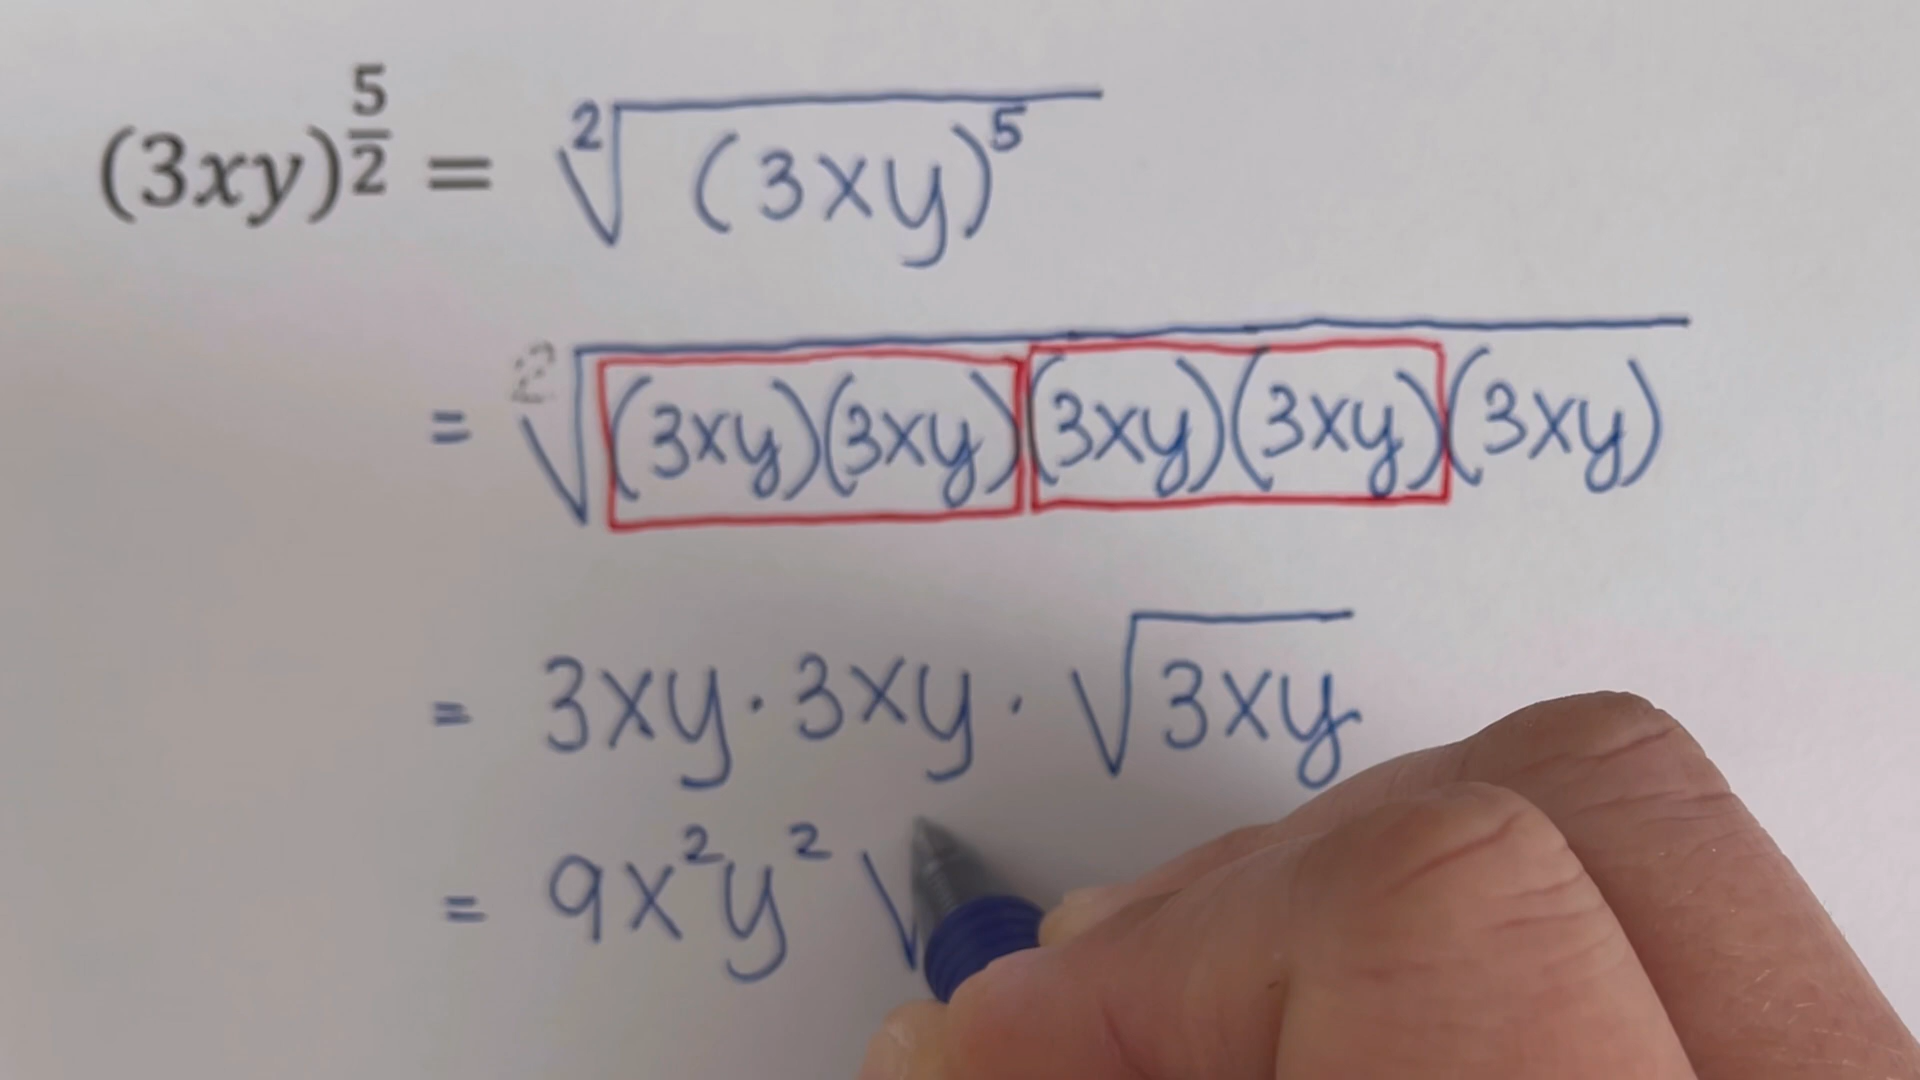 (3xy)^(5/2) = ²√(3xy)⁵
= ²√(3xy)(3xy)(3xy)(3xy)(3xy)
= 3xy · 3xy · √3xy
= 9x²y² √